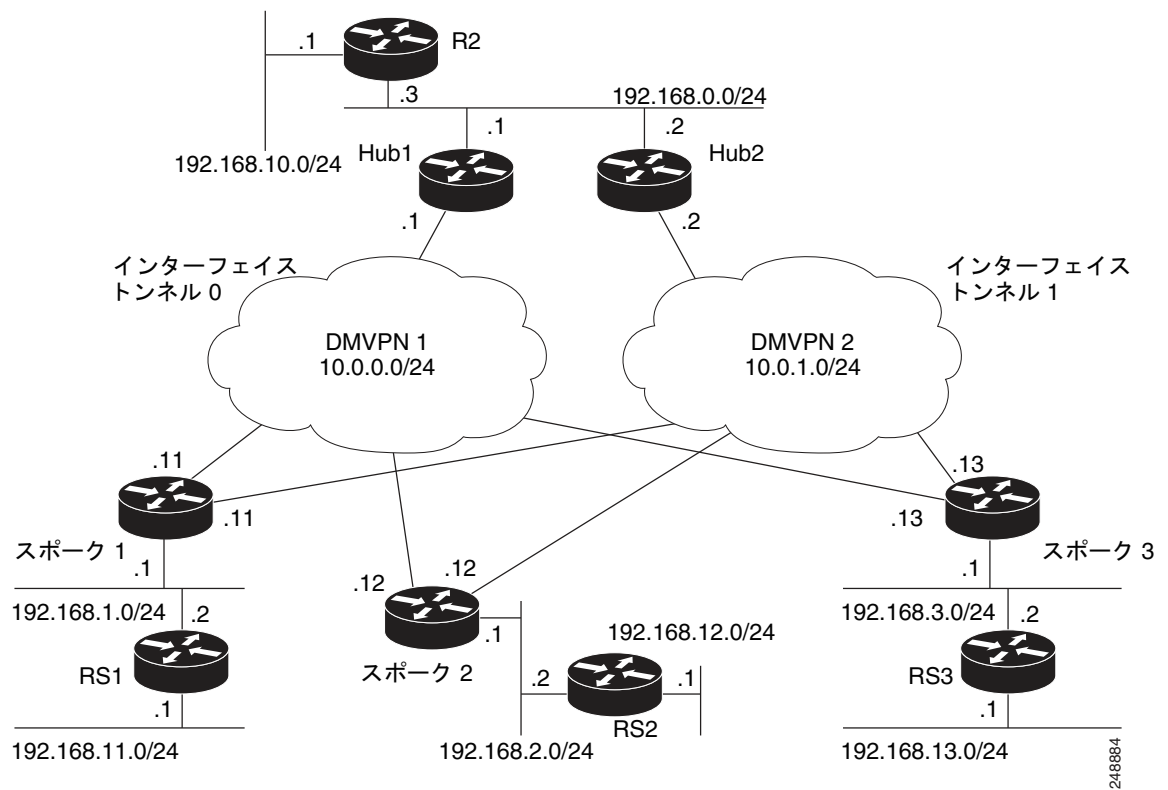 .1
R2
.3
192.168.0.0/24
.1
.2
Hub1
Hub2
192.168.10.0/24
.1
.2
インターフェイス
トンネル 0
インターフェイス
トンネル 1
DMVPN 1
10.0.0.0/24
DMVPN 2
10.0.1.0/24
.11
.11
.13
.13
スポーク 1
スポーク 3
.1
.12
.12
.1
192.168.1.0/24
.2
.1
192.168.12.0/24
192.168.3.0/24
.2
RS1
スポーク 2
.2
.1
RS3
.1
RS2
.1
192.168.11.0/24
192.168.2.0/24
192.168.13.0/24
248884